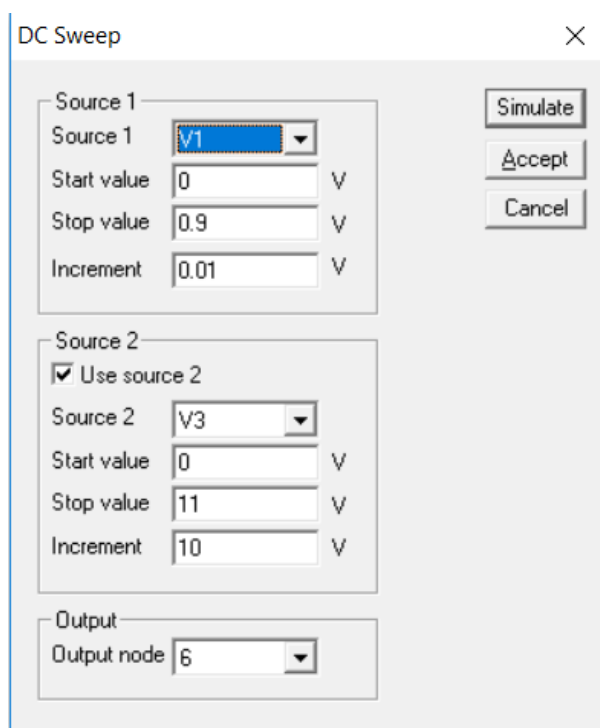 DC Sweep
Source 1
Source 1 V1
Start value 0 V
Stop value 0.9 V
Increment 0.01 V
Simulate
Accept
Cancel
Source 2
Use source 2
Source 2 V3
Start value 0 V
Stop value 11 V
Increment 10 V
Output
Output node 6